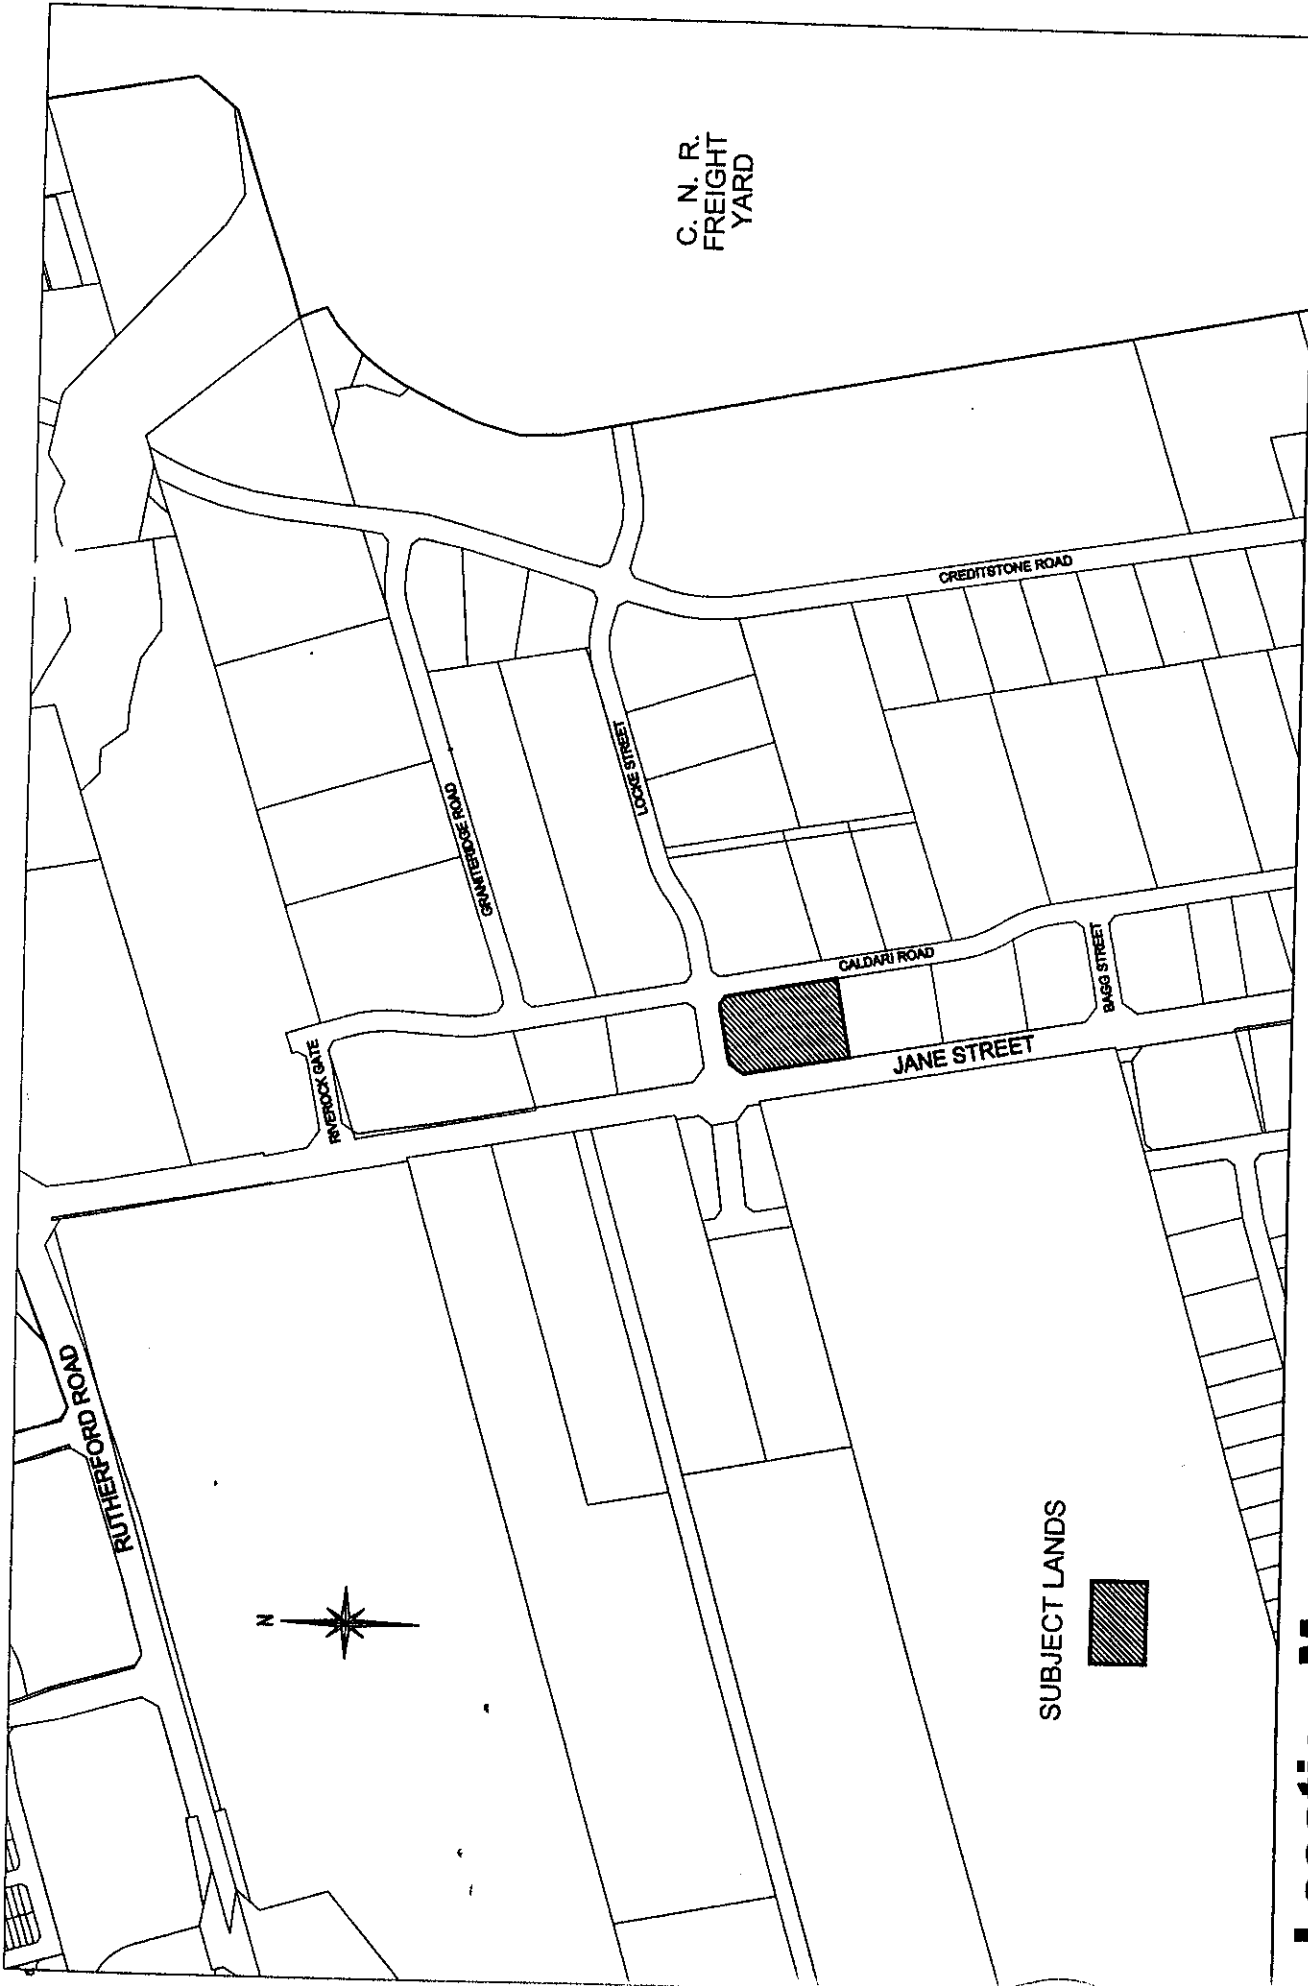 C. N. R.
FREIGHT
YARD
CREDITSTONE ROAD
LOCKE STREET
GRANITERIDGE ROAD
CALDARI ROAD
BAGG STREET
RIVEROCK GATE
JANE STREET
RUTHERFORD ROAD
N
SUBJECT LANDS